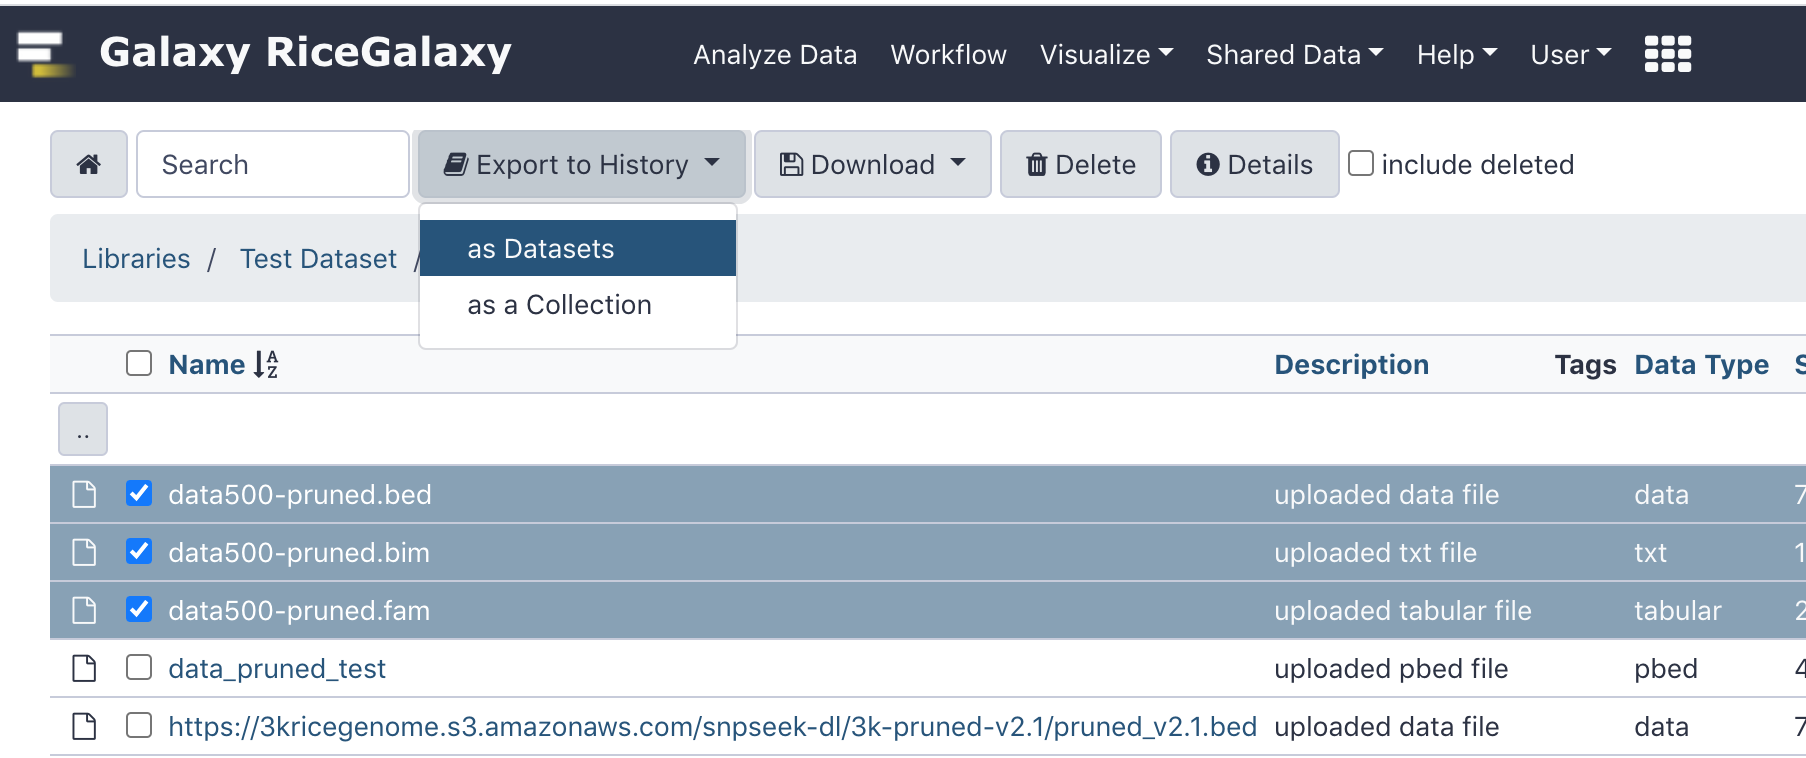 Galaxy RiceGalaxy Analyze Data Workflow Visualize Shared Data Help User
Search Export to History Download Delete Details include deleted
Libraries / Test Dataset /
as Datasets
as a Collection
Name Description Tags Data Type
..
data500-pruned.bed uploaded data file data 7
data500-pruned.bim uploaded txt file txt 1
data500-pruned.fam uploaded tabular file tabular 2
data_pruned_test uploaded pbed file pbed 4
https://3kricegenome.s3.amazonaws.com/snpseek-dl/3k-pruned-v2.1/pruned_v2.1.bed uploaded data file data 7